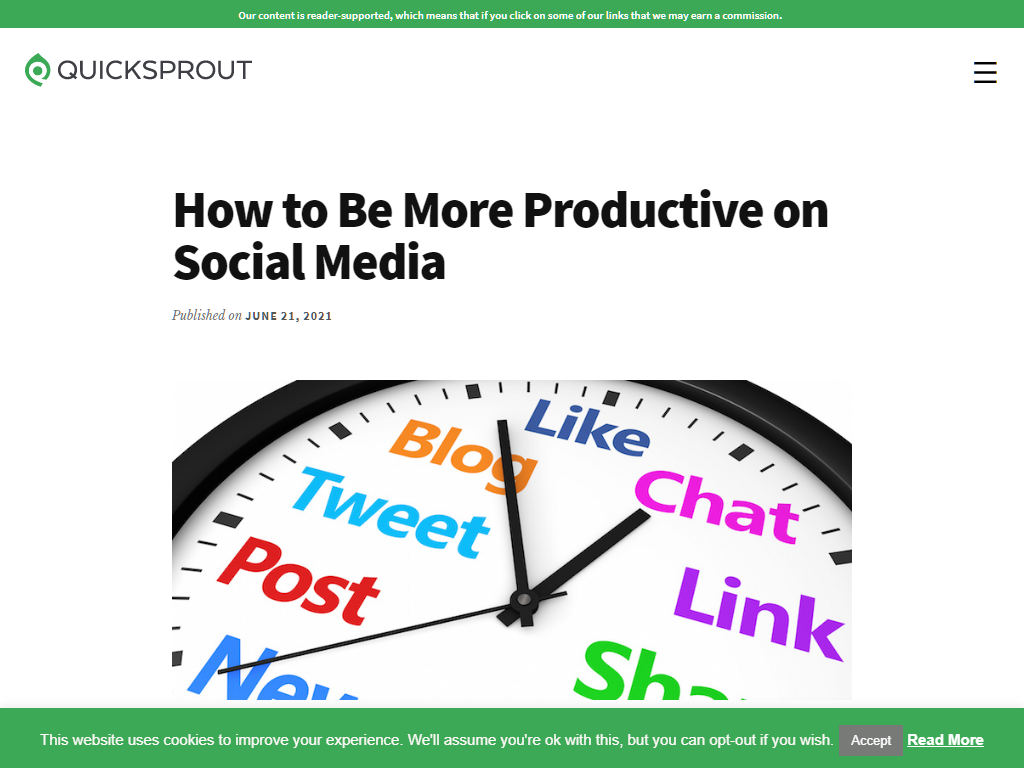 Our content is reader-supported, which means that if you click on some of our links that we may earn a commission.
QUICKSPROUT
How to Be More Productive on
Social Media
Published on JUNE 21, 2021
Like
Blog
Chat
Tweet
Post
Link
This website uses cookies to improve your experience. We'll assume you're ok with this, but you can opt-out if you wish. Accept Read More